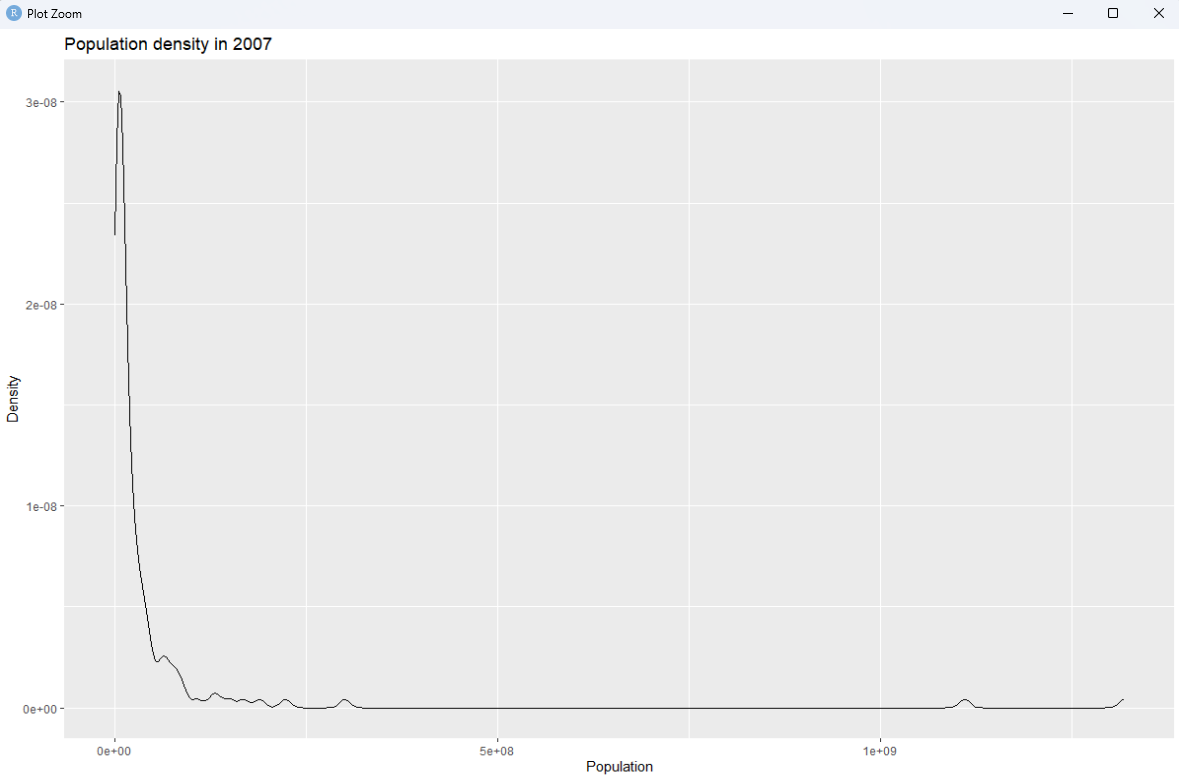 R Plot Zoom
Population density in 2007
3e-08
2e-08
Density
1e-08
0e+00
0e+00 5e+08 1e+09
Population